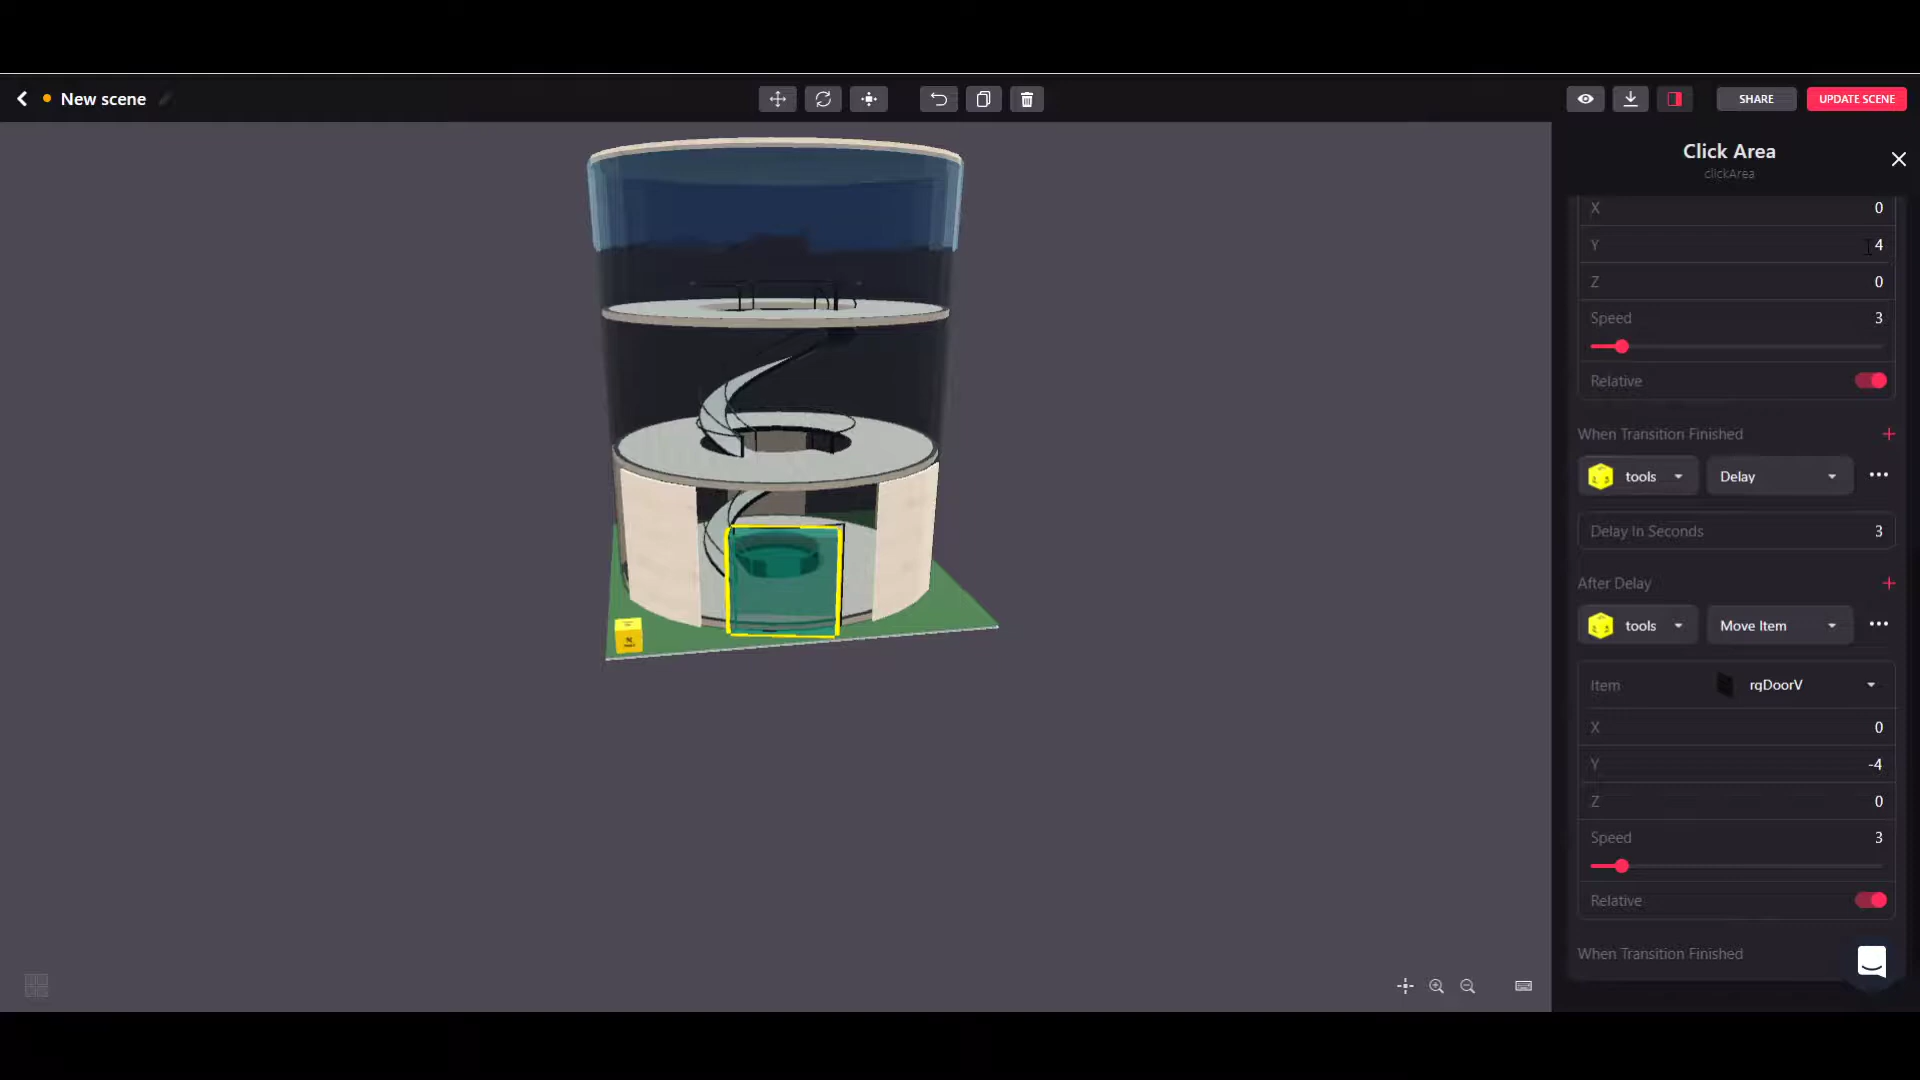 New scene
SHARE
UPDATE SCENE
Click Area
clickArea
X 0
Y 4
Z 0
Speed 3
Relative
When Transition Finished +
tools Delay
Delay In Seconds 3
After Delay +
tools Move Item
Item rqDoorV
X 0
Y -4
Z 0
Speed 3
Relative
When Transition Finished